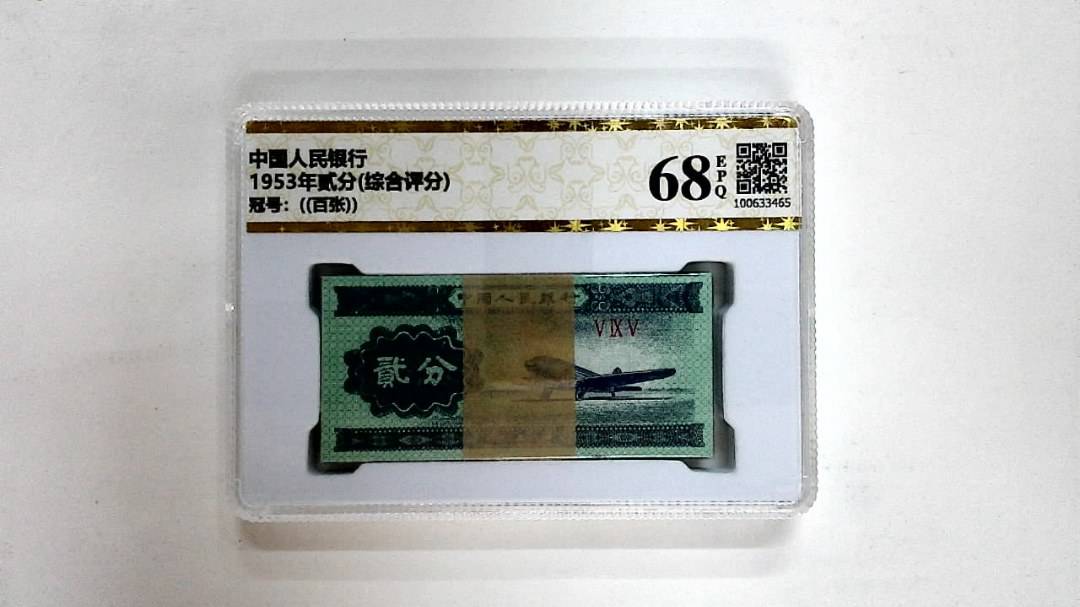 中国人民银行
1953年贰分(综合评分)
冠号：((百张))
68
EPQ
100633465
中国人民银行
VⅨV
貳分